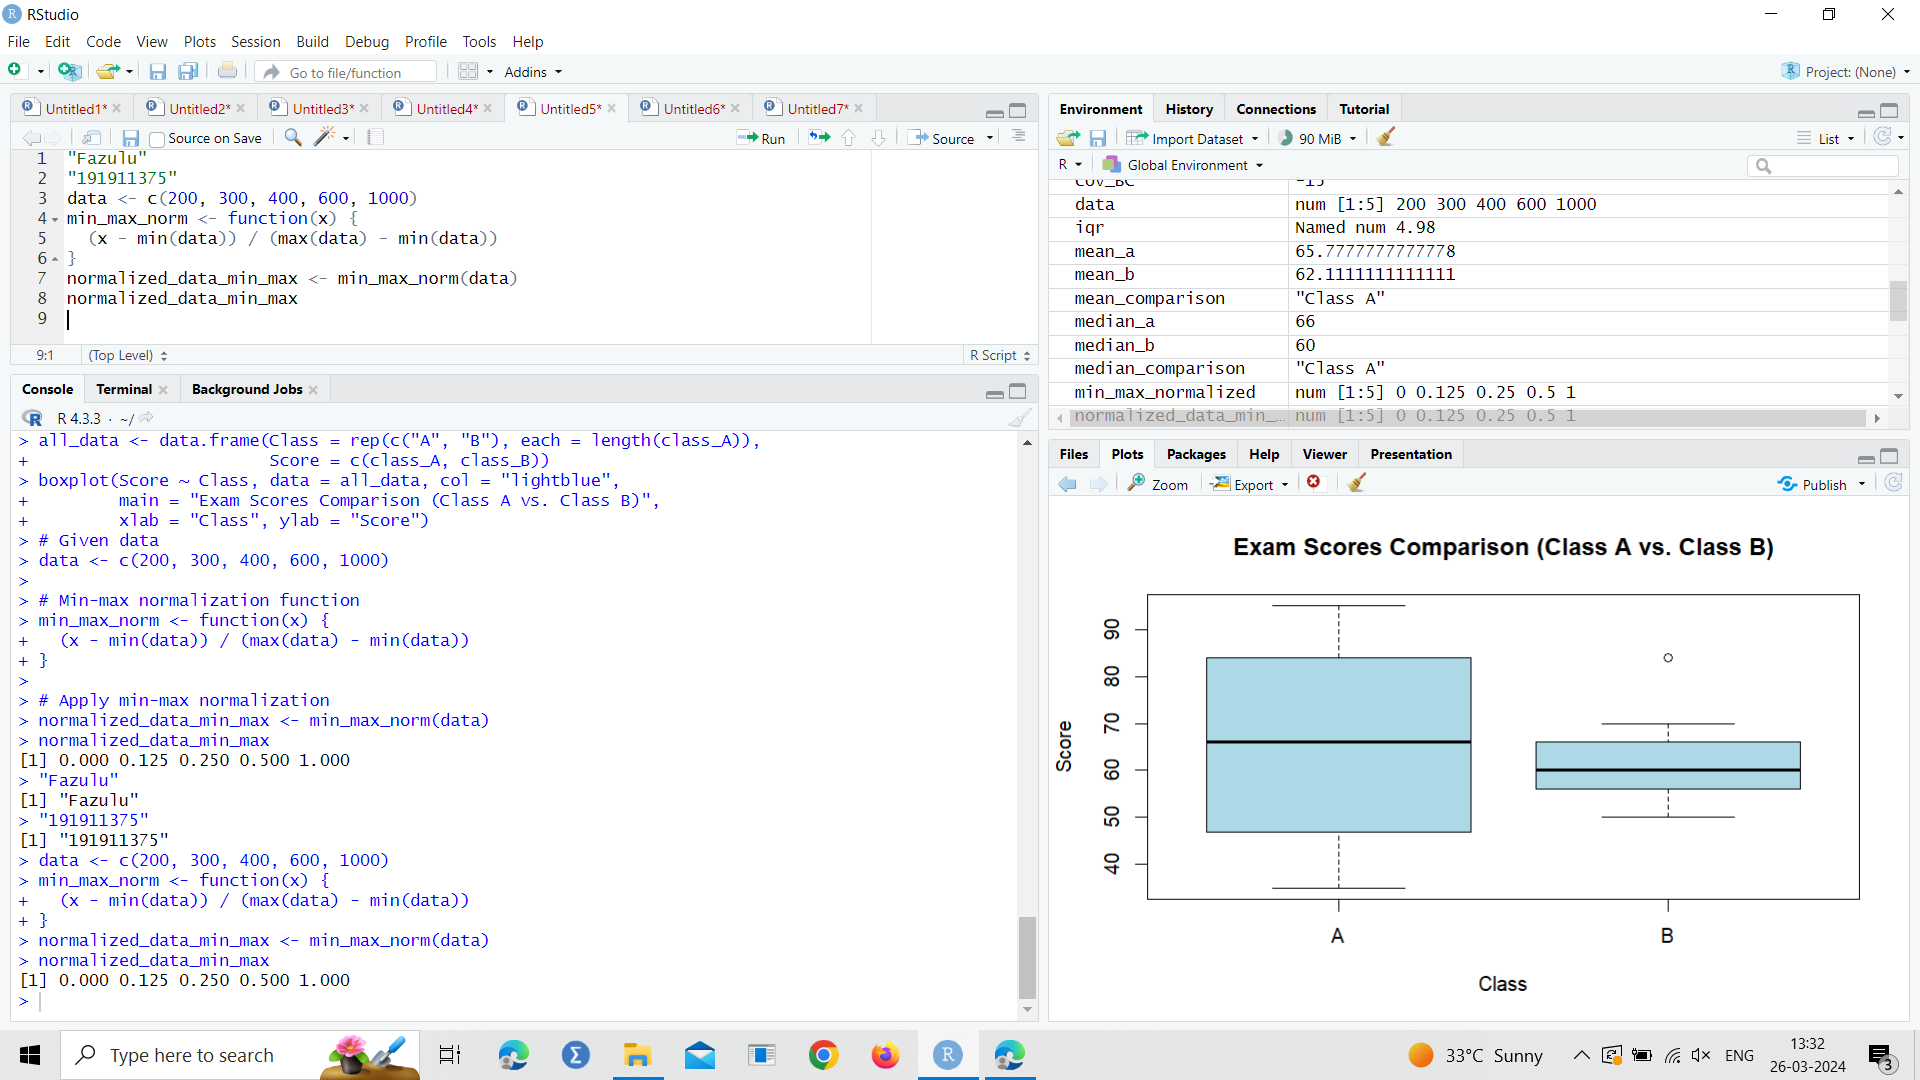 RStudio
File Edit Code View Plots Session Build Debug Profile Tools Help
Go to file/function Addins Project: (None)
Untitled1* Untitled2* Untitled3* Untitled4* Untitled5* Untitled6* Untitled7*
Source on Save Run Source
1 "Fazulu"
2 "191911375"
3 data <- c(200, 300, 400, 600, 1000)
4 min_max_norm <- function(x) {
5 (x - min(data)) / (max(data) - min(data))
6 }
7 normalized_data_min_max <- min_max_norm(data)
8 normalized_data_min_max
9
9:1 (Top Level) R Script
Console Terminal Background Jobs
R 4.3.3 · ~/
> all_data <- data.frame(Class = rep(c("A", "B"), each = length(class_A)),
+ Score = c(class_A, class_B))
> boxplot(Score ~ Class, data = all_data, col = "lightblue",
+ main = "Exam Scores Comparison (Class A vs. Class B)",
+ xlab = "Class", ylab = "Score")
> # Given data
> data <- c(200, 300, 400, 600, 1000)
>
> # Min-max normalization function
> min_max_norm <- function(x) {
+ (x - min(data)) / (max(data) - min(data))
+ }
>
> # Apply min-max normalization
> normalized_data_min_max <- min_max_norm(data)
> normalized_data_min_max
[1] 0.000 0.125 0.250 0.500 1.000
> "Fazulu"
[1] "Fazulu"
> "191911375"
[1] "191911375"
> data <- c(200, 300, 400, 600, 1000)
> min_max_norm <- function(x) {
+ (x - min(data)) / (max(data) - min(data))
+ }
> normalized_data_min_max <- min_max_norm(data)
> normalized_data_min_max
[1] 0.000 0.125 0.250 0.500 1.000
>
Environment History Connections Tutorial
Import Dataset 90 MiB List
R Global Environment
cov_BC -15
data num [1:5] 200 300 400 600 1000
iqr Named num 4.98
mean_a 65.7777777777778
mean_b 62.1111111111111
mean_comparison "Class A"
median_a 66
median_b 60
median_comparison "Class A"
min_max_normalized num [1:5] 0 0.125 0.25 0.5 1
normalized_data_min_... num [1:5] 0 0.125 0.25 0.5 1
Files Plots Packages Help Viewer Presentation
Zoom Export Publish
Exam Scores Comparison (Class A vs. Class B)
Score
90
80
70
60
50
40
A B
Class
Type here to search
33°C Sunny ENG 13:32
26-03-2024
3